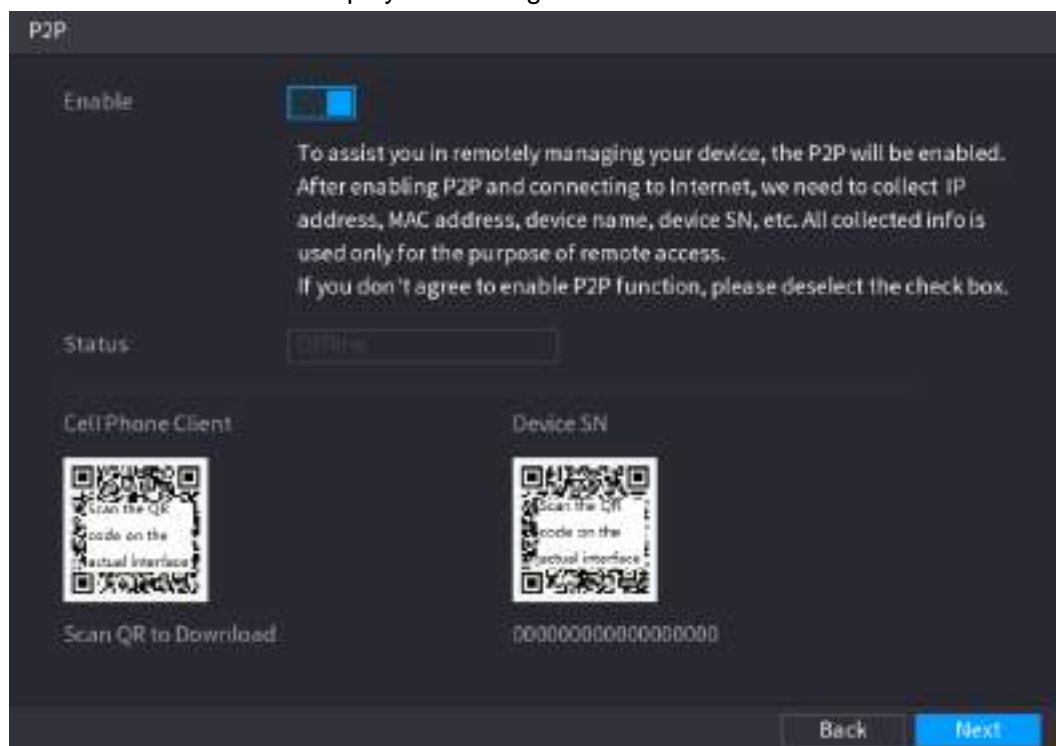 P2P
Enable
To assist you in remotely managing your device, the P2P will be enabled.
After enabling P2P and connecting to Internet, we need to collect IP
address, MAC address, device name, device SN, etc. All collected info is
used only for the purpose of remote access.
If you don't agree to enable P2P function, please deselect the check box.
Status
Offline
Cell Phone Client
Device SN
Scan the QR
code on the
actual interface
Scan the QR
code on the
actual interface
Scan QR to Download
000000000000000000
Back
Next